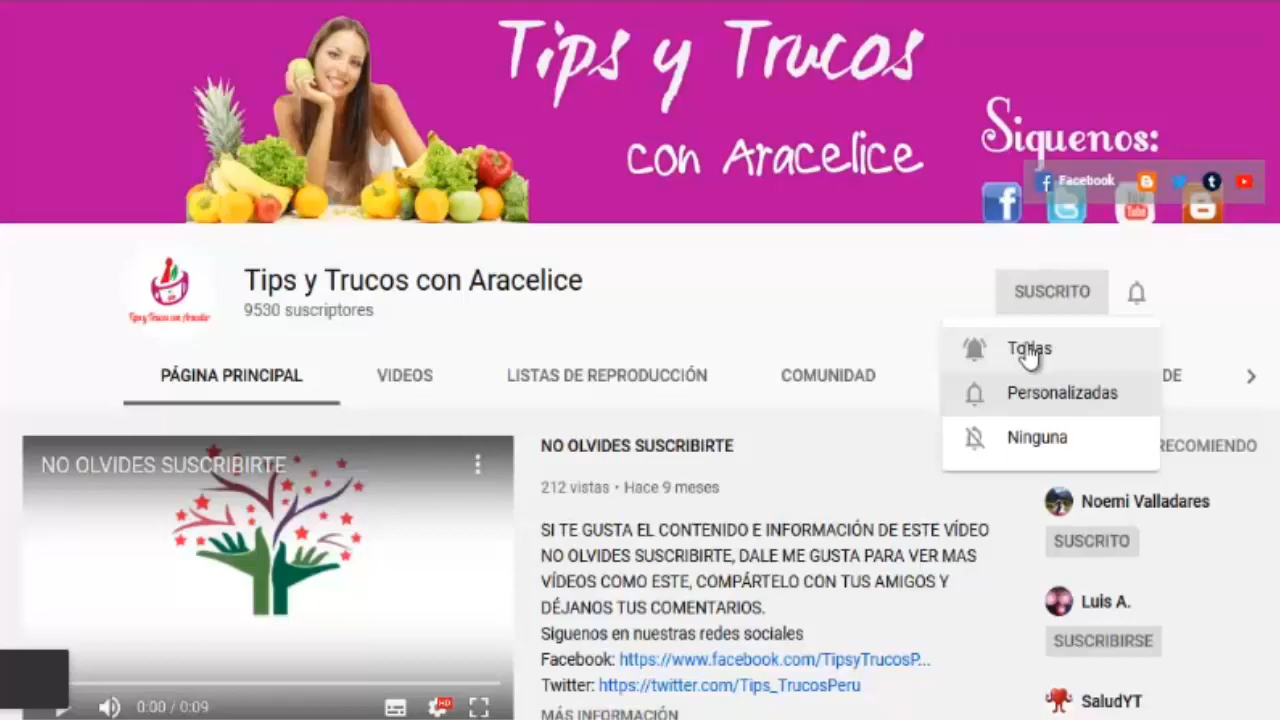 Tips y Trucos
con Aracelice
Siguenos:
Facebook
Tips y Trucos con Aracelice
9530 suscriptores
SUSCRITO
Todas
Personalizadas
Ninguna
PÁGINA PRINCIPAL
VIDEOS
LISTAS DE REPRODUCCIÓN
COMUNIDAD
DE
NO OLVIDES SUSCRIBIRTE
NO OLVIDES SUSCRIBIRTE
212 vistas • Hace 9 meses
SI TE GUSTA EL CONTENIDO E INFORMACIÓN DE ESTE VÍDEO
NO OLVIDES SUSCRIBIRTE, DALE ME GUSTA PARA VER MAS
VÍDEOS COMO ESTE, COMPÁRTELO CON TUS AMIGOS Y
DÉJANOS TUS COMENTARIOS.
Siguenos en nuestras redes sociales
Facebook: https://www.facebook.com/TipsyTrucosP...
Twitter: https://twitter.com/Tips_TrucosPeru
MÁS INFORMACIÓN
0:00 / 0:09
HD
RECOMIENDO
Noemi Valladares
SUSCRITO
Luis A.
SUSCRIBIRSE
SaludYT